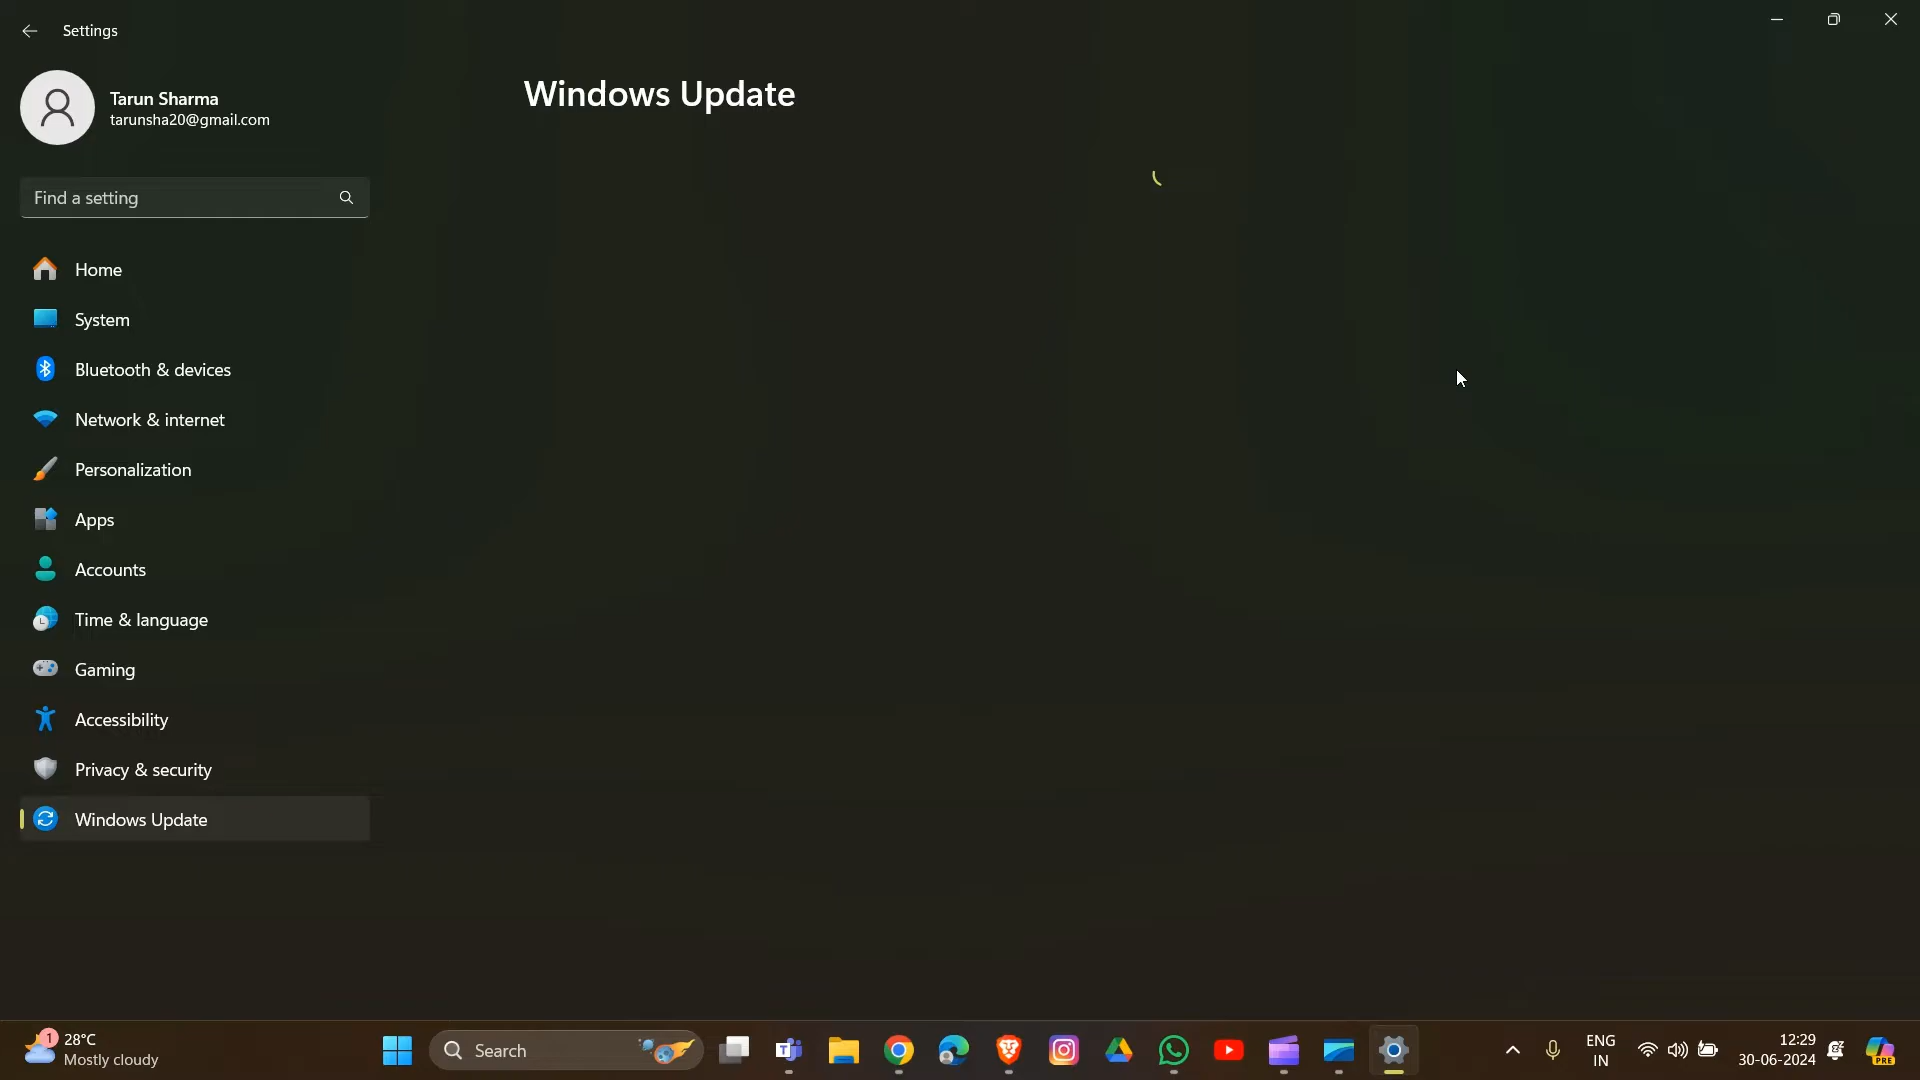 Settings
Tarun Sharma
tarunsha20@gmail.com
Windows Update
Find a setting
Home
System
Bluetooth & devices
Network & internet
Personalization
Apps
Accounts
Time & language
Gaming
Accessibility
Privacy & security
Windows Update
1
28°C
Mostly cloudy
Search
ENG
IN
12:29
30-06-2024
PRE